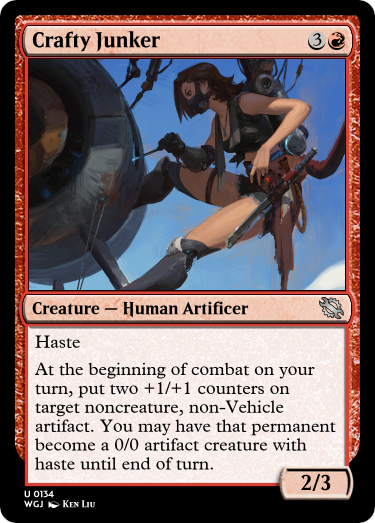 Crafty Junker 3
Creature — Human Artificer
Haste
At the beginning of combat on your
turn, put two +1/+1 counters on
target noncreature, non-Vehicle
artifact. You may have that permanent
become a 0/0 artifact creature with
haste until end of turn.
2/3
U 0134
WGJ Ken Liu